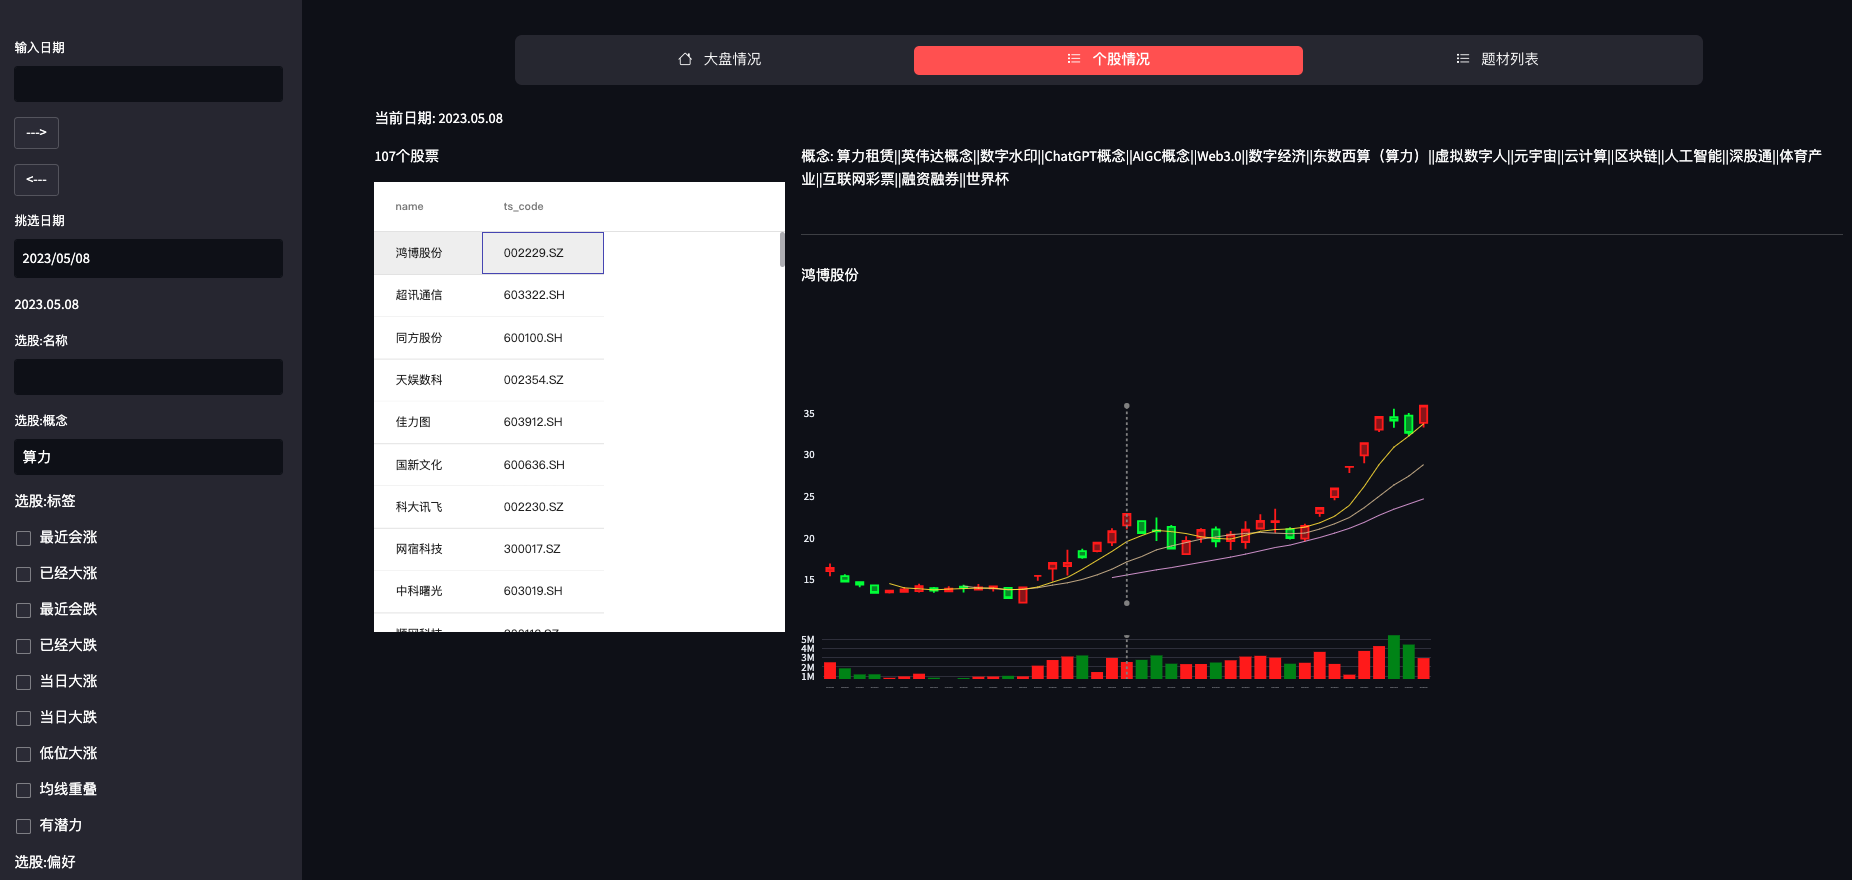 输入日期
--->
<---
挑选日期
2023/05/08
2023.05.08
选股:名称
选股:概念
算力
选股:标签
最近会涨
已经大涨
最近会跌
已经大跌
当日大涨
当日大跌
低位大涨
均线重叠
有潜力
选股:偏好
大盘情况
个股情况
题材列表
当前日期: 2023.05.08
107个股票
name ts_code
鸿博股份 002229.SZ
超讯通信 603322.SH
同方股份 600100.SH
天娱数科 002354.SZ
佳力图 603912.SH
国新文化 600636.SH
科大讯飞 002230.SZ
网宿科技 300017.SZ
中科曙光 603019.SH
概念: 算力租赁||英伟达概念||数字水印||ChatGPT概念||AIGC概念||Web3.0||数字经济||东数西算（算力）||虚拟数字人||元宇宙||云计算||区块链||人工智能||深股通||体育产
业||互联网彩票||融资融券||世界杯
鸿博股份
35
30
25
20
15
5M
4M
3M
2M
1M